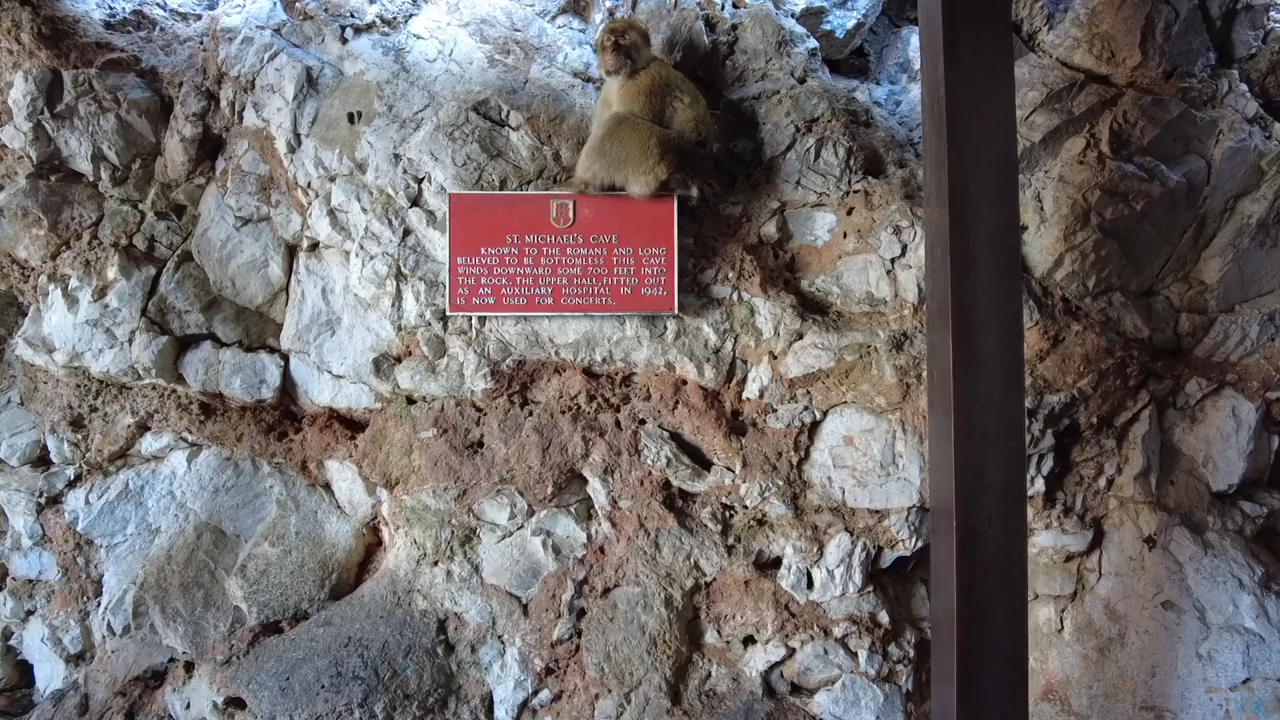 ST. MICHAEL'S CAVE
KNOWN TO THE ROMANS AND LONG
BELIEVED TO BE BOTTOMLESS THIS CAVE
WINDS DOWNWARD SOME 700 FEET INTO
THE ROCK. THE UPPER HALL, FITTED OUT
AS AN AUXILIARY HOSPITAL IN 1942,
IS NOW USED FOR CONCERTS.